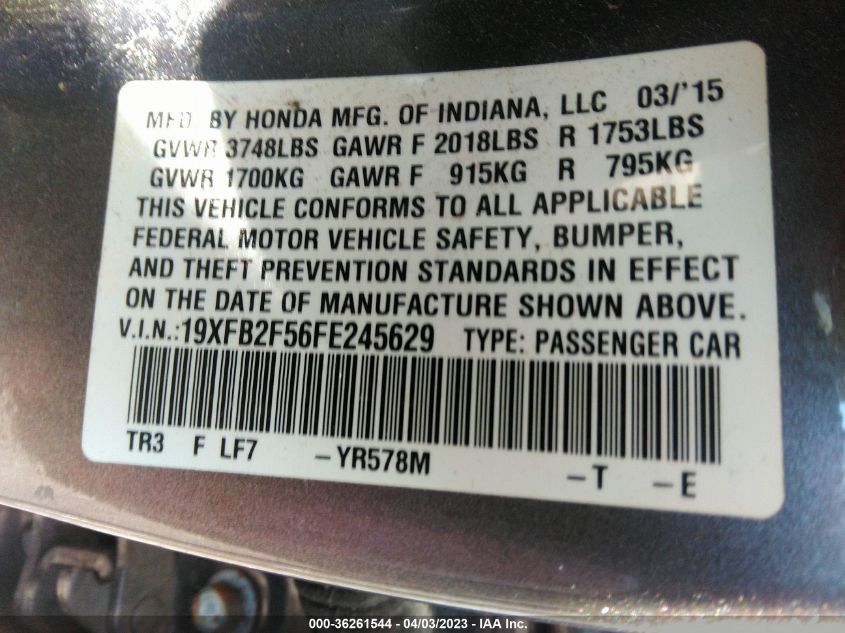 MFD BY HONDA MFG. OF INDIANA, LLC 03/'15
GVWR 3748LBS GAWR F 2018LBS R 1753LBS
GVWR 1700KG GAWR F 915KG R 795KG
THIS VEHICLE CONFORMS TO ALL APPLICABLE
FEDERAL MOTOR VEHICLE SAFETY, BUMPER,
AND THEFT PREVENTION STANDARDS IN EFFECT
ON THE DATE OF MANUFACTURE SHOWN ABOVE.
V.I.N.:19XFB2F56FE245629 TYPE: PASSENGER CAR
TR3 F LF7 -YR578M -T -E
000-36261544 - 04/03/2023 - IAA Inc.